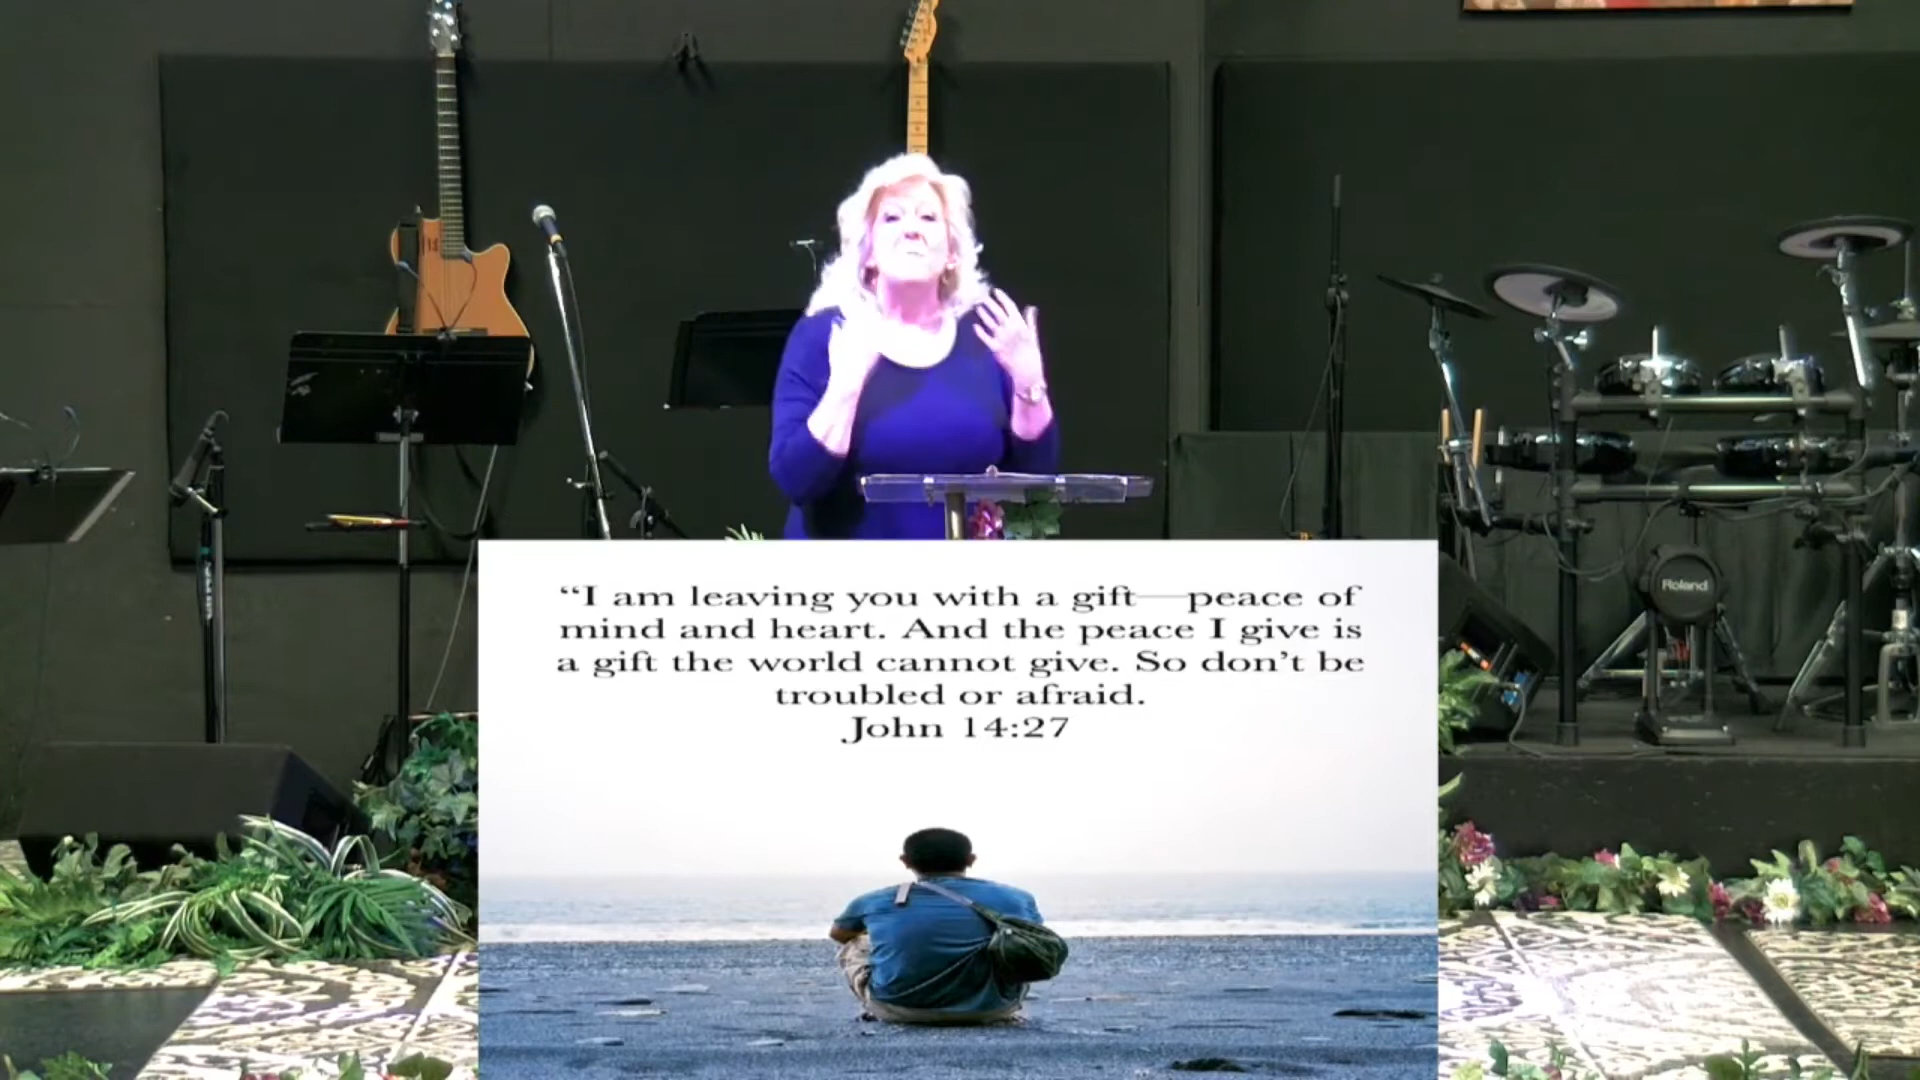 “I am leaving you with a gift—peace of
mind and heart. And the peace I give is
a gift the world cannot give. So don’t be
troubled or afraid.
John 14:27
Roland